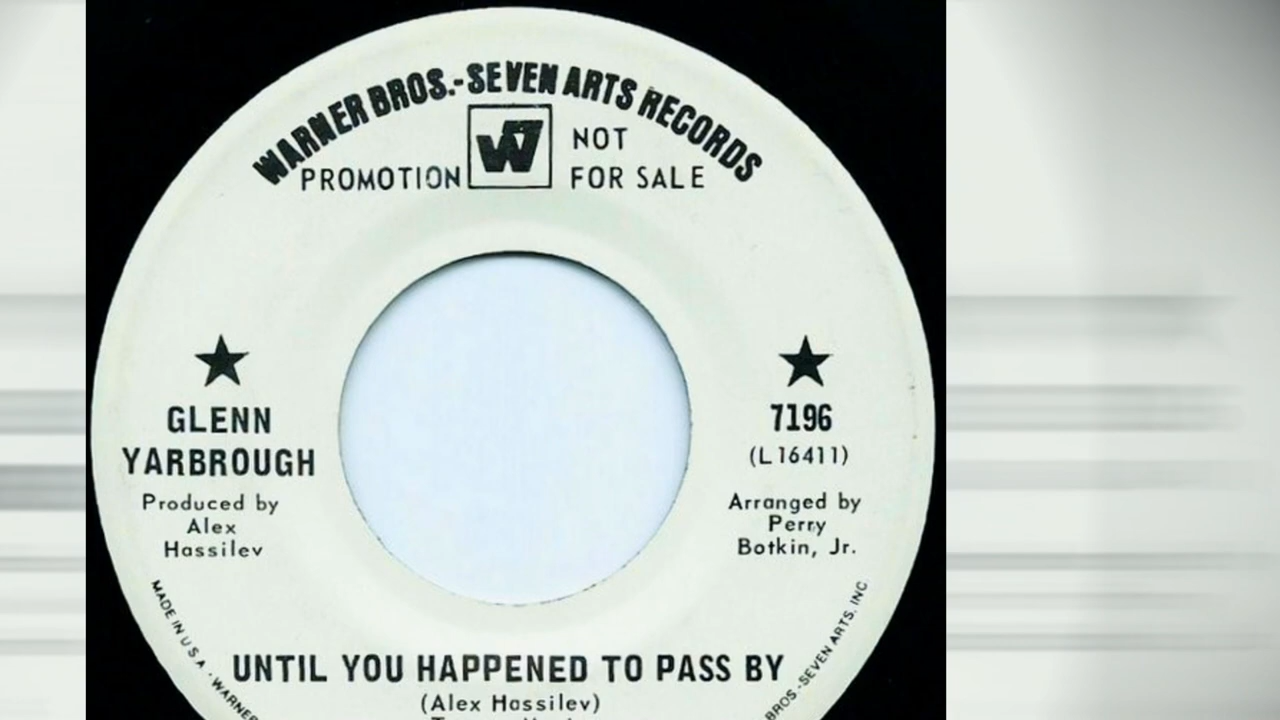 WARNER BROS.-SEVEN ARTS RECORDS
PROMOTION W7 NOT
FOR SALE
GLENN
YARBROUGH
Produced by
Alex
Hassilev
7196
(L 16411)
Arranged by
Perry
Botkin, Jr.
MADE IN U.S.A. · WARNER
BROS.-SEVEN ARTS, INC.
UNTIL YOU HAPPENED TO PASS BY
(Alex Hassilev)